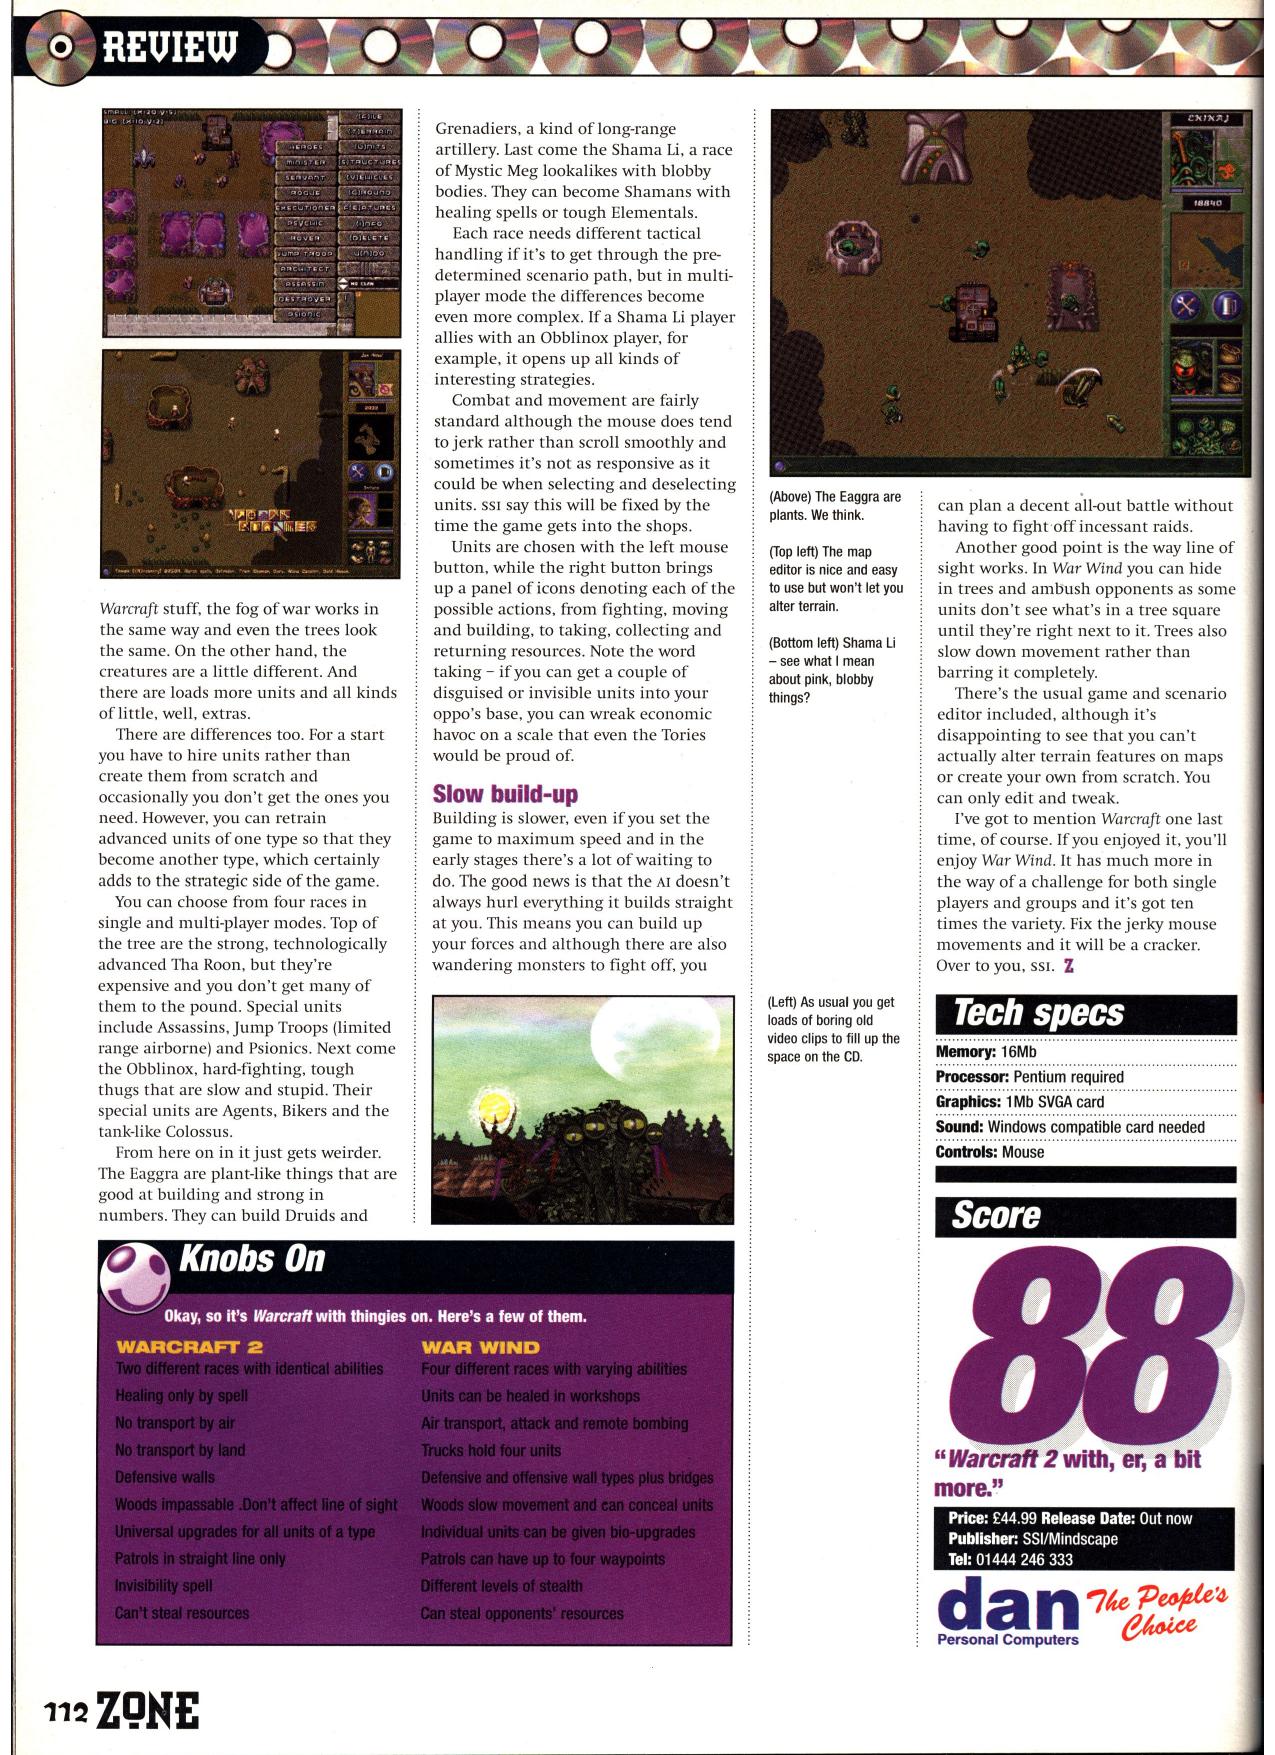 REVIEW
SMALL (X:20,Y:5)
BIG (X:10,Y:2)
HEROES
MINISTER
SERVANT
ROGUE
EXECUTIONER
PSYCHIC
ROVER
JUMP TROOP
ARCHITECT
ASSASSIN
DESTROYER
PSIONIC
(F)ILE
(T)ERRAIN
(U)NITS
(S)TRUCTURES
(V)EHICLES
(G)ROUND
F(E)ATURES
(I)NFO
(D)ELETE
U(N)DO
NO CLAN
18840
Warcraft stuff, the fog of war works in
the same way and even the trees look
the same. On the other hand, the
creatures are a little different. And
there are loads more units and all kinds
of little, well, extras.
There are differences too. For a start
you have to hire units rather than
create them from scratch and
occasionally you don't get the ones you
need. However, you can retrain
advanced units of one type so that they
become another type, which certainly
adds to the strategic side of the game.
You can choose from four races in
single and multi-player modes. Top of
the tree are the strong, technologically
advanced Tha Roon, but they're
expensive and you don't get many of
them to the pound. Special units
include Assassins, Jump Troops (limited
range airborne) and Psionics. Next come
the Obblinox, hard-fighting, tough
thugs that are slow and stupid. Their
special units are Agents, Bikers and the
tank-like Colossus.
From here on in it just gets weirder.
The Eaggra are plant-like things that are
good at building and strong in
numbers. They can build Druids and
Grenadiers, a kind of long-range
artillery. Last come the Shama Li, a race
of Mystic Meg lookalikes with blobby
bodies. They can become Shamans with
healing spells or tough Elementals.
Each race needs different tactical
handling if it's to get through the pre-
determined scenario path, but in multi-
player mode the differences become
even more complex. If a Shama Li player
allies with an Obblinox player, for
example, it opens up all kinds of
interesting strategies.
Combat and movement are fairly
standard although the mouse does tend
to jerk rather than scroll smoothly and
sometimes it's not as responsive as it
could be when selecting and deselecting
units. SSI say this will be fixed by the
time the game gets into the shops.
Units are chosen with the left mouse
button, while the right button brings
up a panel of icons denoting each of the
possible actions, from fighting, moving
and building, to taking, collecting and
returning resources. Note the word
taking – if you can get a couple of
disguised or invisible units into your
oppo's base, you can wreak economic
havoc on a scale that even the Tories
would be proud of.
Slow build-up
Building is slower, even if you set the
game to maximum speed and in the
early stages there's a lot of waiting to
do. The good news is that the AI doesn't
always hurl everything it builds straight
at you. This means you can build up
your forces and although there are also
wandering monsters to fight off, you
(Above) The Eaggra are
plants. We think.
(Top left) The map
editor is nice and easy
to use but won't let you
alter terrain.
(Bottom left) Shama Li
– see what I mean
about pink, blobby
things?
(Left) As usual you get
loads of boring old
video clips to fill up the
space on the CD.
can plan a decent all-out battle without
having to fight off incessant raids.
Another good point is the way line of
sight works. In War Wind you can hide
in trees and ambush opponents as some
units don't see what's in a tree square
until they're right next to it. Trees also
slow down movement rather than
barring it completely.
There's the usual game and scenario
editor included, although it's
disappointing to see that you can't
actually alter terrain features on maps
or create your own from scratch. You
can only edit and tweak.
I've got to mention Warcraft one last
time, of course. If you enjoyed it, you'll
enjoy War Wind. It has much more in
the way of a challenge for both single
players and groups and it's got ten
times the variety. Fix the jerky mouse
movements and it will be a cracker.
Over to you, SSI. Z
Tech specs
Memory: 16Mb
Processor: Pentium required
Graphics: 1Mb SVGA card
Sound: Windows compatible card needed
Controls: Mouse
Score
88
"Warcraft 2 with, er, a bit
more."
Price: £44.99 Release Date: Out now
Publisher: SSI/Mindscape
Tel: 01444 246 333
dan
Personal Computers
The People's
Choice
Knobs On
Okay, so it's Warcraft with thingies on. Here's a few of them.
WARCRAFT 2
Two different races with identical abilities
Healing only by spell
No transport by air
No transport by land
Defensive walls
Woods impassable .Don't affect line of sight
Universal upgrades for all units of a type
Patrols in straight line only
Invisibility spell
Can't steal resources
WAR WIND
Four different races with varying abilities
Units can be healed in workshops
Air transport, attack and remote bombing
Trucks hold four units
Defensive and offensive wall types plus bridges
Woods slow movement and can conceal units
Individual units can be given bio-upgrades
Patrols can have up to four waypoints
Different levels of stealth
Can steal opponents' resources
112 ZONE